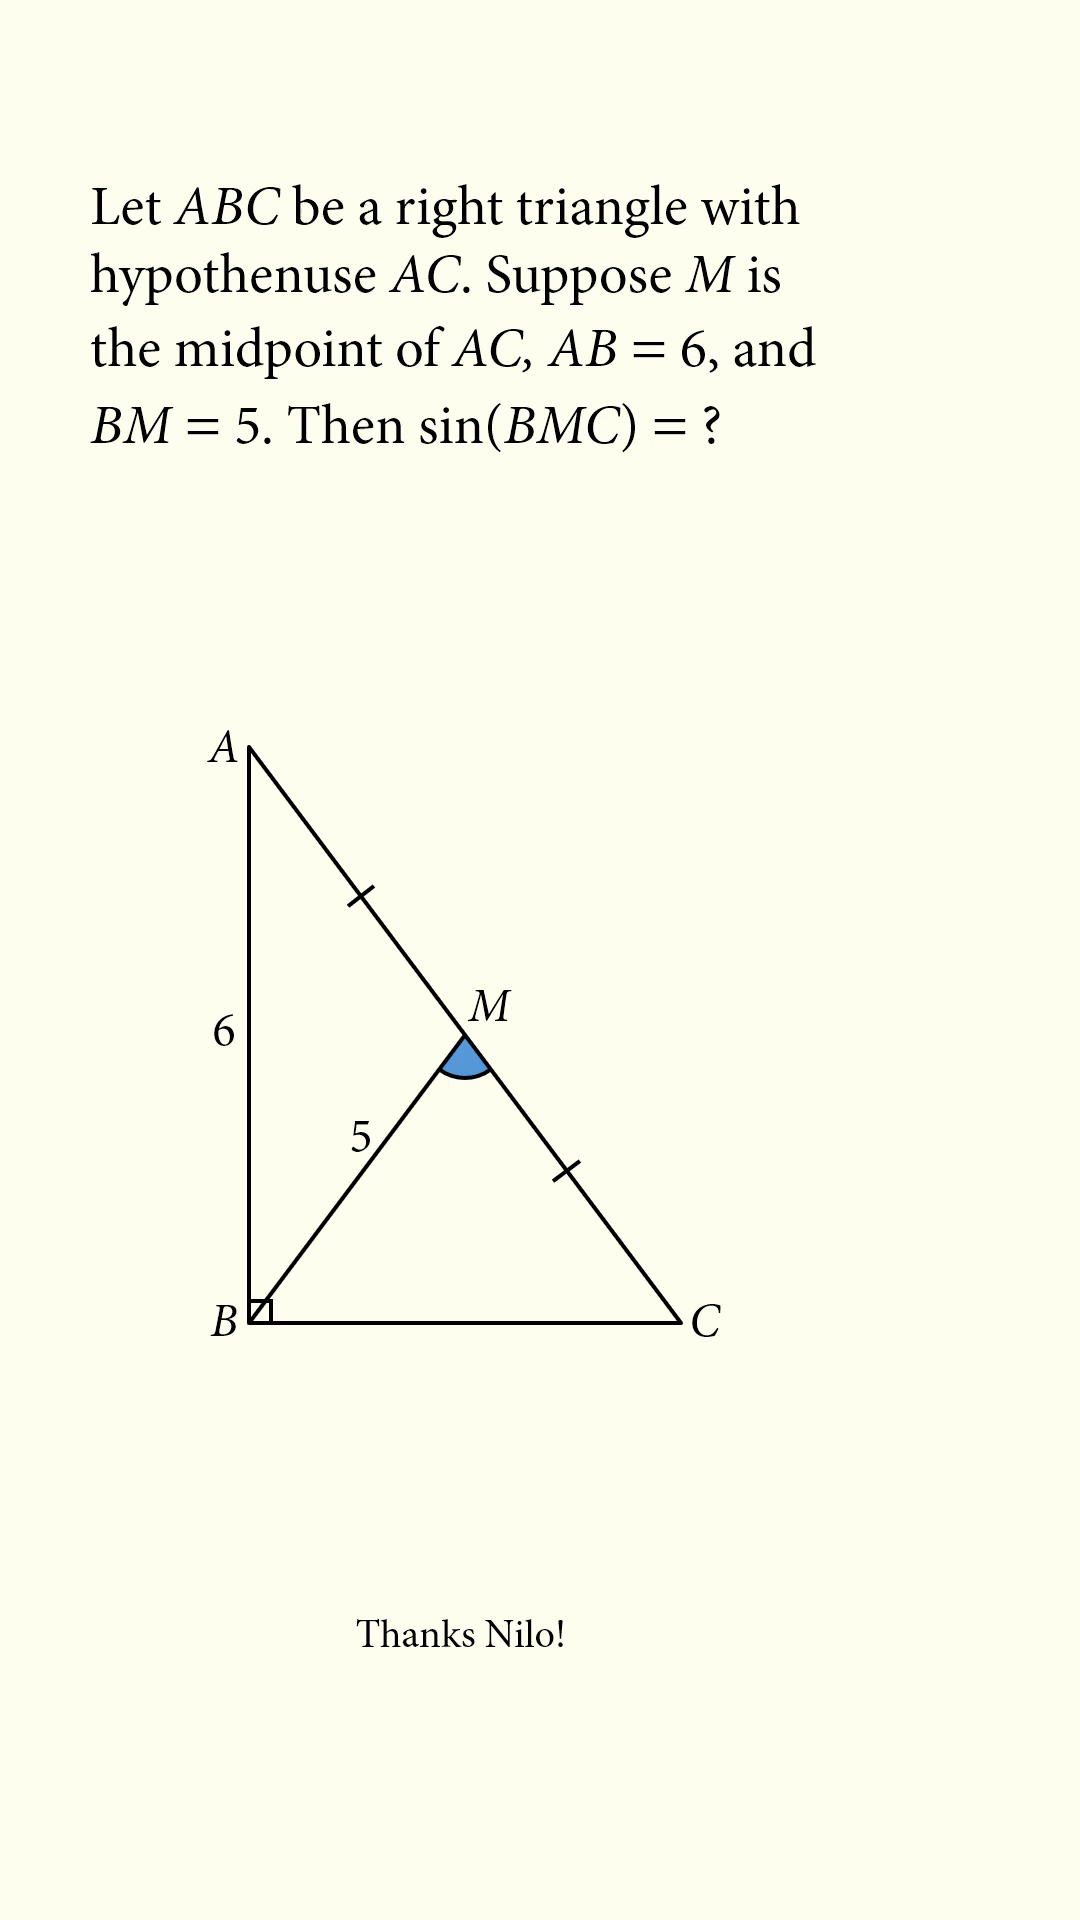 Let ABC be a right triangle with
hypothenuse AC. Suppose M is
the midpoint of AC, AB = 6, and
BM = 5. Then sin(BMC) = ?
A
M
6
5
B
C
Thanks Nilo!